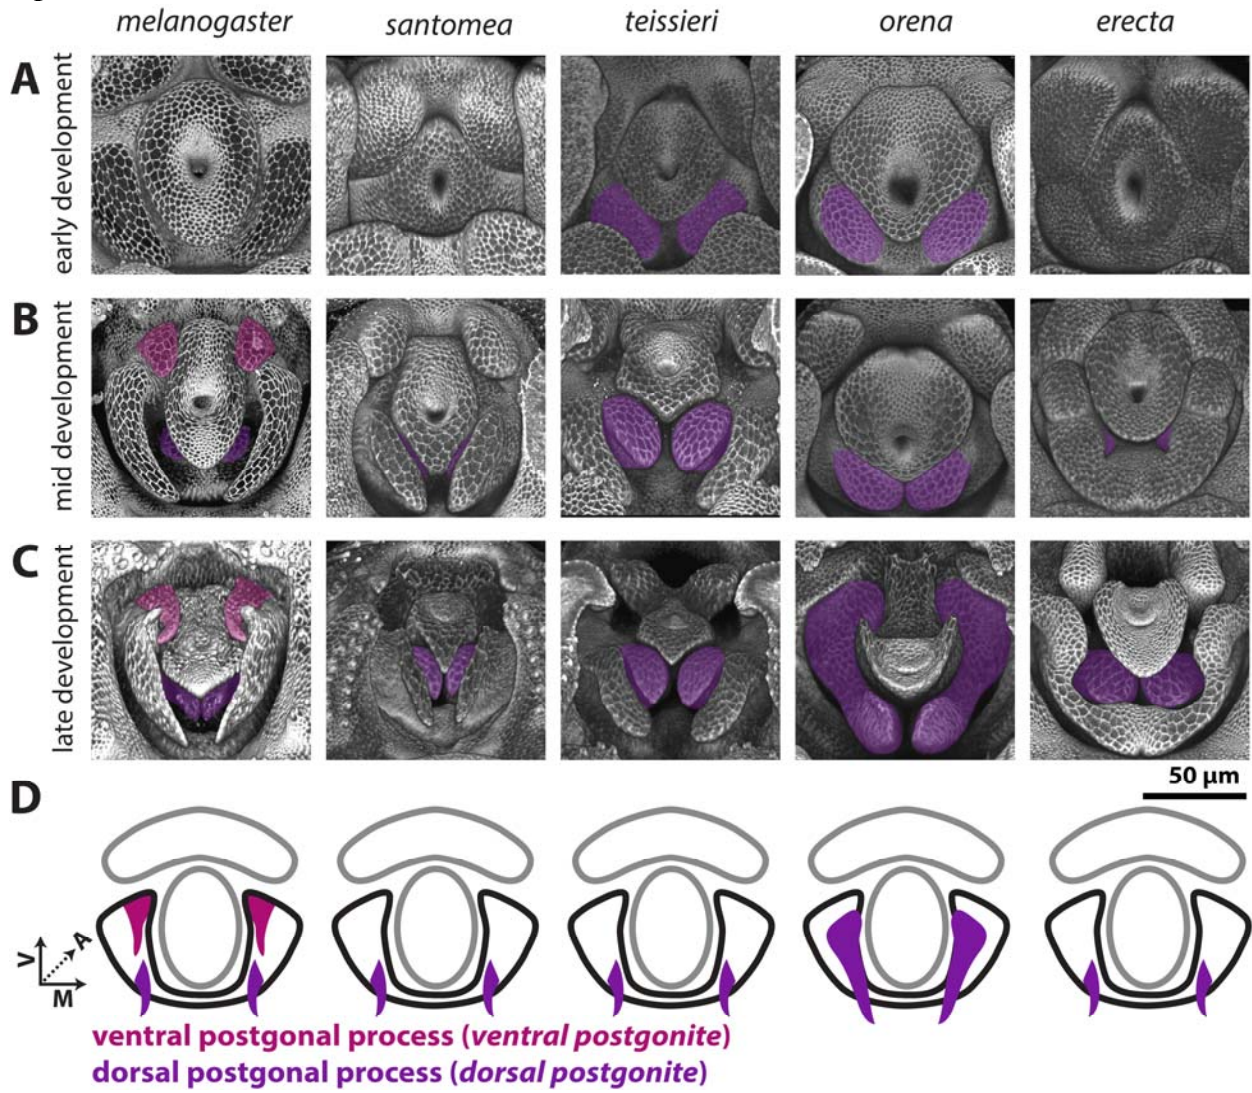 melanogaster santomea teissieri orena erecta
A
early development
B
mid development
C
late development
50 µm
D
V
A
M
ventral postgonal process (ventral postgonite)
dorsal postgonal process (dorsal postgonite)